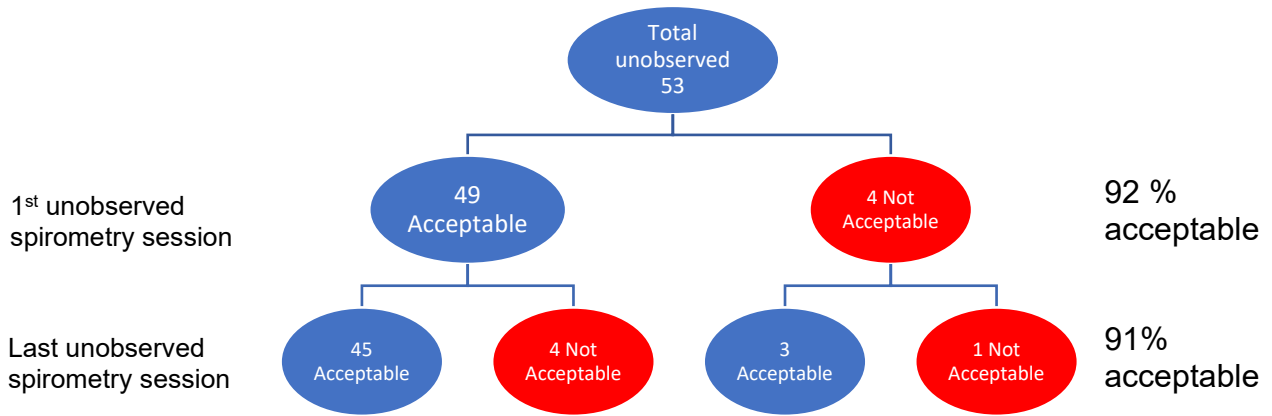 Total
unobserved
53
1st unobserved
spirometry session
49
Acceptable
4 Not
Acceptable
92 %
acceptable
Last unobserved
spirometry session
45
Acceptable
4 Not
Acceptable
3
Acceptable
1 Not
Acceptable
91%
acceptable